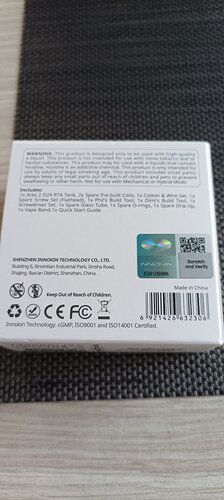 WARNING: This product is designed only to be used with high quality
e-liquid. This product is not intended for use with loose tobacco leaf or
herbal substances. This product may be used with e-liquids that contain
nicotine, nicotine is an addictive chemical. This product is only intended for
use by adults of legal smoking age. This product includes small parts,
always keep any small parts out of reach of children and pets to prevent
swallowing or other harm. Not for use with Mechanical or Hybrid Mods.
Includes:
1x Ares 2 D24 RTA Tank, 2x Spare Pre-built Coils, 1x Cotton & Wire Set, 1x
Spare Screw Set (Flathead), 1x Phil's Build Tool, 1x Dimi's Build Tool, 1x
Screwdriver Set, 1x Spare Glass Tube, 1x Spare O-rings, 1x Spare Drip tip,
1x Vape Band, 1x Quick Start Guide.
SHENZHEN INNOKIN TECHNOLOGY CO., LTD.
Building 6, Xinxintian Industrial Park, Xinsha Road,
Shajing, Bao'an District, Shenzhen, China.
INNOKIN
Scratch
and Verify
Keep Out of Reach of Children.
Made in China
CE
Innokin Technology. cGMP, ISO9001 and ISO14001 Certified.
6 921426 632306